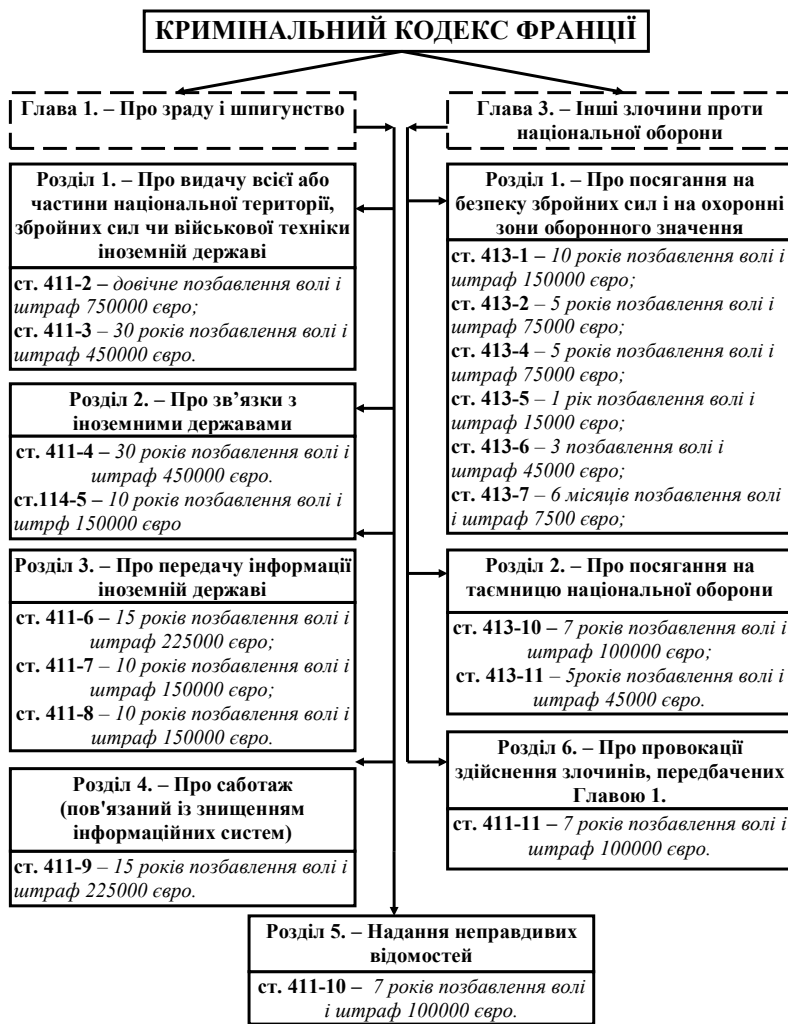 КРИМІНАЛЬНИЙ КОДЕКС ФРАНЦІЇ
Глава 1. – Про зраду і шпигунство
Розділ 1. – Про видачу всієї або
частини національної території,
збройних сил чи військової техніки
іноземній державі
ст. 411-2 – довічне позбавлення волі і
штраф 750000 євро;
ст. 411-3 – 30 років позбавлення волі і
штраф 450000 євро.
Розділ 2. – Про зв’язки з
іноземними державами
ст. 411-4 – 30 років позбавлення волі і
штраф 450000 євро.
ст.114-5 – 10 років позбавлення волі і
штрф 150000 євро
Розділ 3. – Про передачу інформації
іноземній державі
ст. 411-6 – 15 років позбавлення волі і
штраф 225000 євро;
ст. 411-7 – 10 років позбавлення волі і
штраф 150000 євро;
ст. 411-8 – 10 років позбавлення волі і
штраф 150000 євро.
Розділ 4. – Про саботаж
(пов'язаний із знищенням
інформаційних систем)
ст. 411-9 – 15 років позбавлення волі і
штраф 225000 євро.
Глава 3. – Інші злочини проти
національної оборони
Розділ 1. – Про посягання на
безпеку збройних сил і на охоронні
зони оборонного значення
ст. 413-1 – 10 років позбавлення волі і
штраф 150000 євро;
ст. 413-2 – 5 років позбавлення волі і
штраф 75000 євро;
ст. 413-4 – 5 років позбавлення волі і
штраф 75000 євро;
ст. 413-5 – 1 рік позбавлення волі і
штраф 15000 євро;
ст. 413-6 – 3 позбавлення волі і
штраф 45000 євро;
ст. 413-7 – 6 місяців позбавлення волі
і штраф 7500 євро;
Розділ 2. – Про посягання на
таємницю національної оборони
ст. 413-10 – 7 років позбавлення волі і
штраф 100000 євро;
ст. 413-11 – 5років позбавлення волі і
штраф 45000 євро.
Розділ 6. – Про провокації
здійснення злочинів, передбачених
Главою 1.
ст. 411-11 – 7 років позбавлення волі і
штраф 100000 євро.
Розділ 5. – Надання неправдивих
відомостей
ст. 411-10 – 7 років позбавлення волі
і штраф 100000 євро.